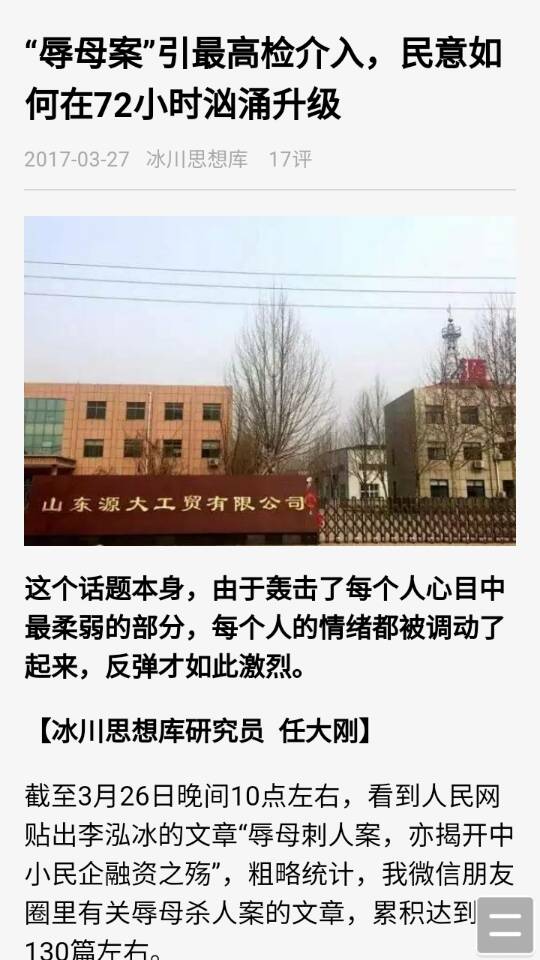 “辱母案”引最高检介入，民意如
何在72小时汹涌升级
2017-03-27 冰川思想库 17评
山东源大工贸有限公司
这个话题本身，由于轰击了每个人心目中
最柔弱的部分，每个人的情绪都被调动了
起来，反弹才如此激烈。
【冰川思想库研究员 任大刚】
截至3月26日晚间10点左右，看到人民网
贴出李泓冰的文章“辱母刺人案，亦揭开中
小民企融资之殇”，粗略统计，我微信朋友
圈里有关辱母杀人案的文章，累积达到
130篇左右。